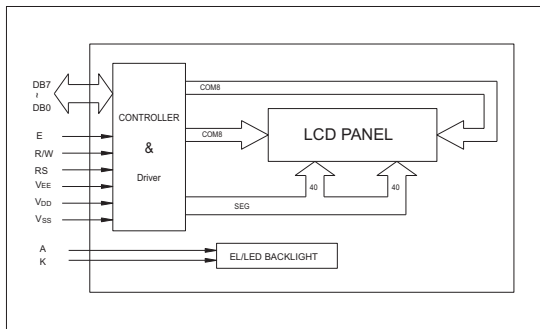 DB7
~
DB0
E
R/W
RS
VEE
VDD
VSS
A
K
CONTROLLER
&
Driver
COM8
COM8
LCD PANEL
40
40
SEG
EL/LED BACKLIGHT